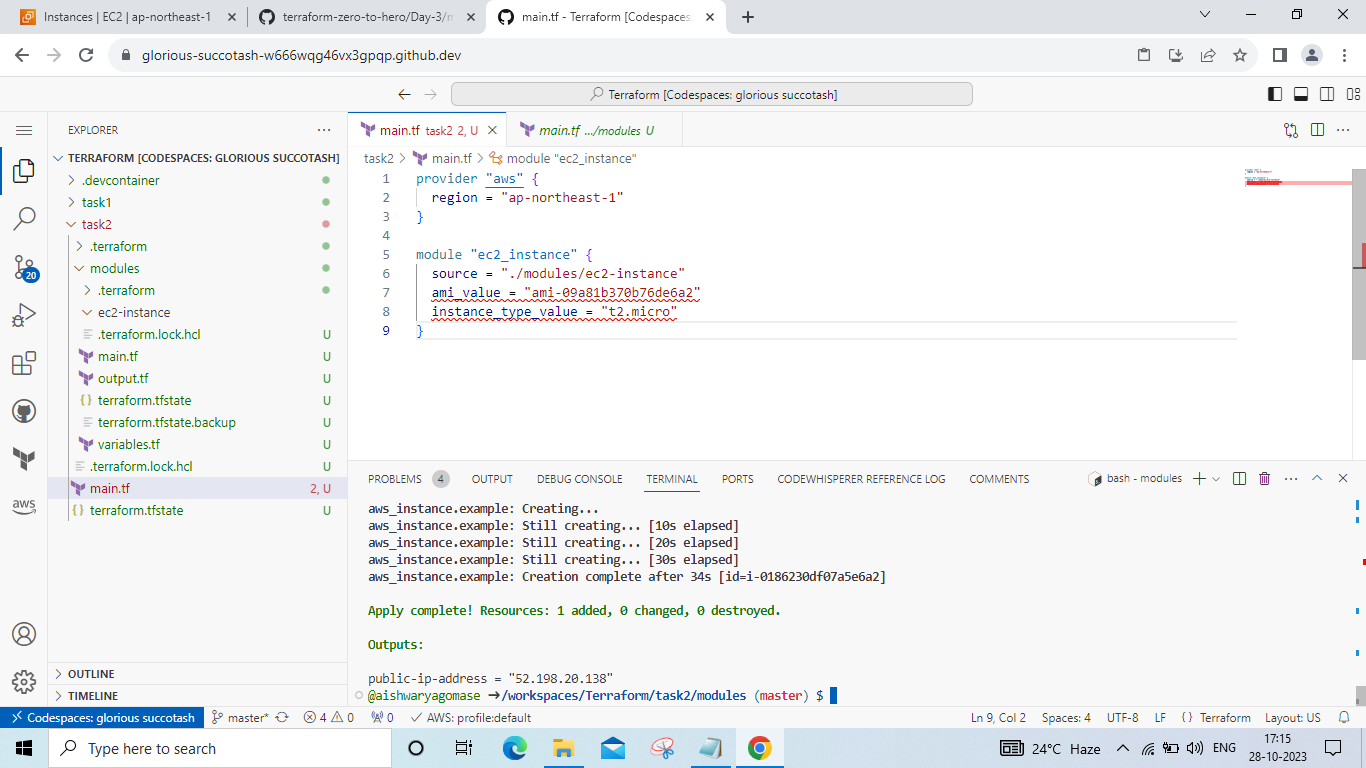 Instances | EC2 | ap-northeast-1
terraform-zero-to-hero/Day-3/m
main.tf - Terraform [Codespaces:
glorious-succotash-w666wqg46vx3gpqp.github.dev
Terraform [Codespaces: glorious succotash]
EXPLORER
TERRAFORM [CODESPACES: GLORIOUS SUCCOTASH]
.devcontainer
task1
task2
.terraform
modules
.terraform
ec2-instance
.terraform.lock.hcl U
main.tf U
output.tf U
terraform.tfstate U
terraform.tfstate.backup U
variables.tf U
.terraform.lock.hcl U
main.tf 2, U
terraform.tfstate U
OUTLINE
TIMELINE
20
aws
main.tf task2 2, U
main.tf .../modules U
task2 > main.tf > module "ec2_instance"
1 provider "aws" {
2 region = "ap-northeast-1"
3 }
4
5 module "ec2_instance" {
6 source = "./modules/ec2-instance"
7 ami_value = "ami-09a81b370b76de6a2"
8 instance_type_value = "t2.micro"
9 }
PROBLEMS 4 OUTPUT DEBUG CONSOLE TERMINAL PORTS CODEWHISPERER REFERENCE LOG COMMENTS
bash - modules
aws_instance.example: Creating...
aws_instance.example: Still creating... [10s elapsed]
aws_instance.example: Still creating... [20s elapsed]
aws_instance.example: Still creating... [30s elapsed]
aws_instance.example: Creation complete after 34s [id=i-0186230df07a5e6a2]
Apply complete! Resources: 1 added, 0 changed, 0 destroyed.
Outputs:
public-ip-address = "52.198.20.138"
@aishwaryagomase ➜/workspaces/Terraform/task2/modules (master) $
Codespaces: glorious succotash master* 4 0 0 AWS: profile:default
Ln 9, Col 2 Spaces: 4 UTF-8 LF {} Terraform Layout: US
Type here to search
24°C Haze
ENG
17:15
28-10-2023